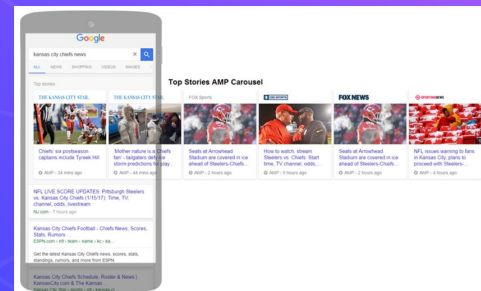 Google
kansas city chiefs news
ALL NEWS SHOPPING VIDEOS IMAGES
Top stories
Top Stories AMP Carousel
THE KANSAS CITY STAR
Chiefs' six postseason
captains include Tyreek Hill
AMP - 34 mins ago
THE KANSAS CITY STAR
'Mother nature is a Chiefs
fan' - tailgaters defy ice
storm predictions for play...
AMP - 44 mins ago
FOX Sports
Seats at Arrowhead
Stadium are covered in ice
ahead of Steelers-Chiefs...
AMP - 2 hours ago
CBS SPORTS
How to watch, stream
Steelers vs. Chiefs: Start
time, TV channel, odds,...
AMP - 5 hours ago
FOX NEWS
Seats at Arrowhead
Stadium are covered in ice
ahead of Steelers-Chiefs...
AMP - 2 hours ago
SPORTING NEWS
NFL issues warning to fans
in Kansas City, plans to
proceed with Steelers-...
AMP - 4 hours ago
NFL LIVE SCORE UPDATES: Pittsburgh Steelers
vs. Kansas City Chiefs (1/15/17): Time, TV,
channel, odds, livestream
NJ.com - 7 hours ago
Kansas City Chiefs Football - Chiefs News, Scores,
Stats, Rumors ...
ESPN.com › nfl › team › name › kc › ka...
Get the latest Kansas City Chiefs news, scores, stats,
standings, rumors, and more from ESPN.
Kansas City Chiefs Schedule, Roster & News |
KansasCity.com & The Kansas ...